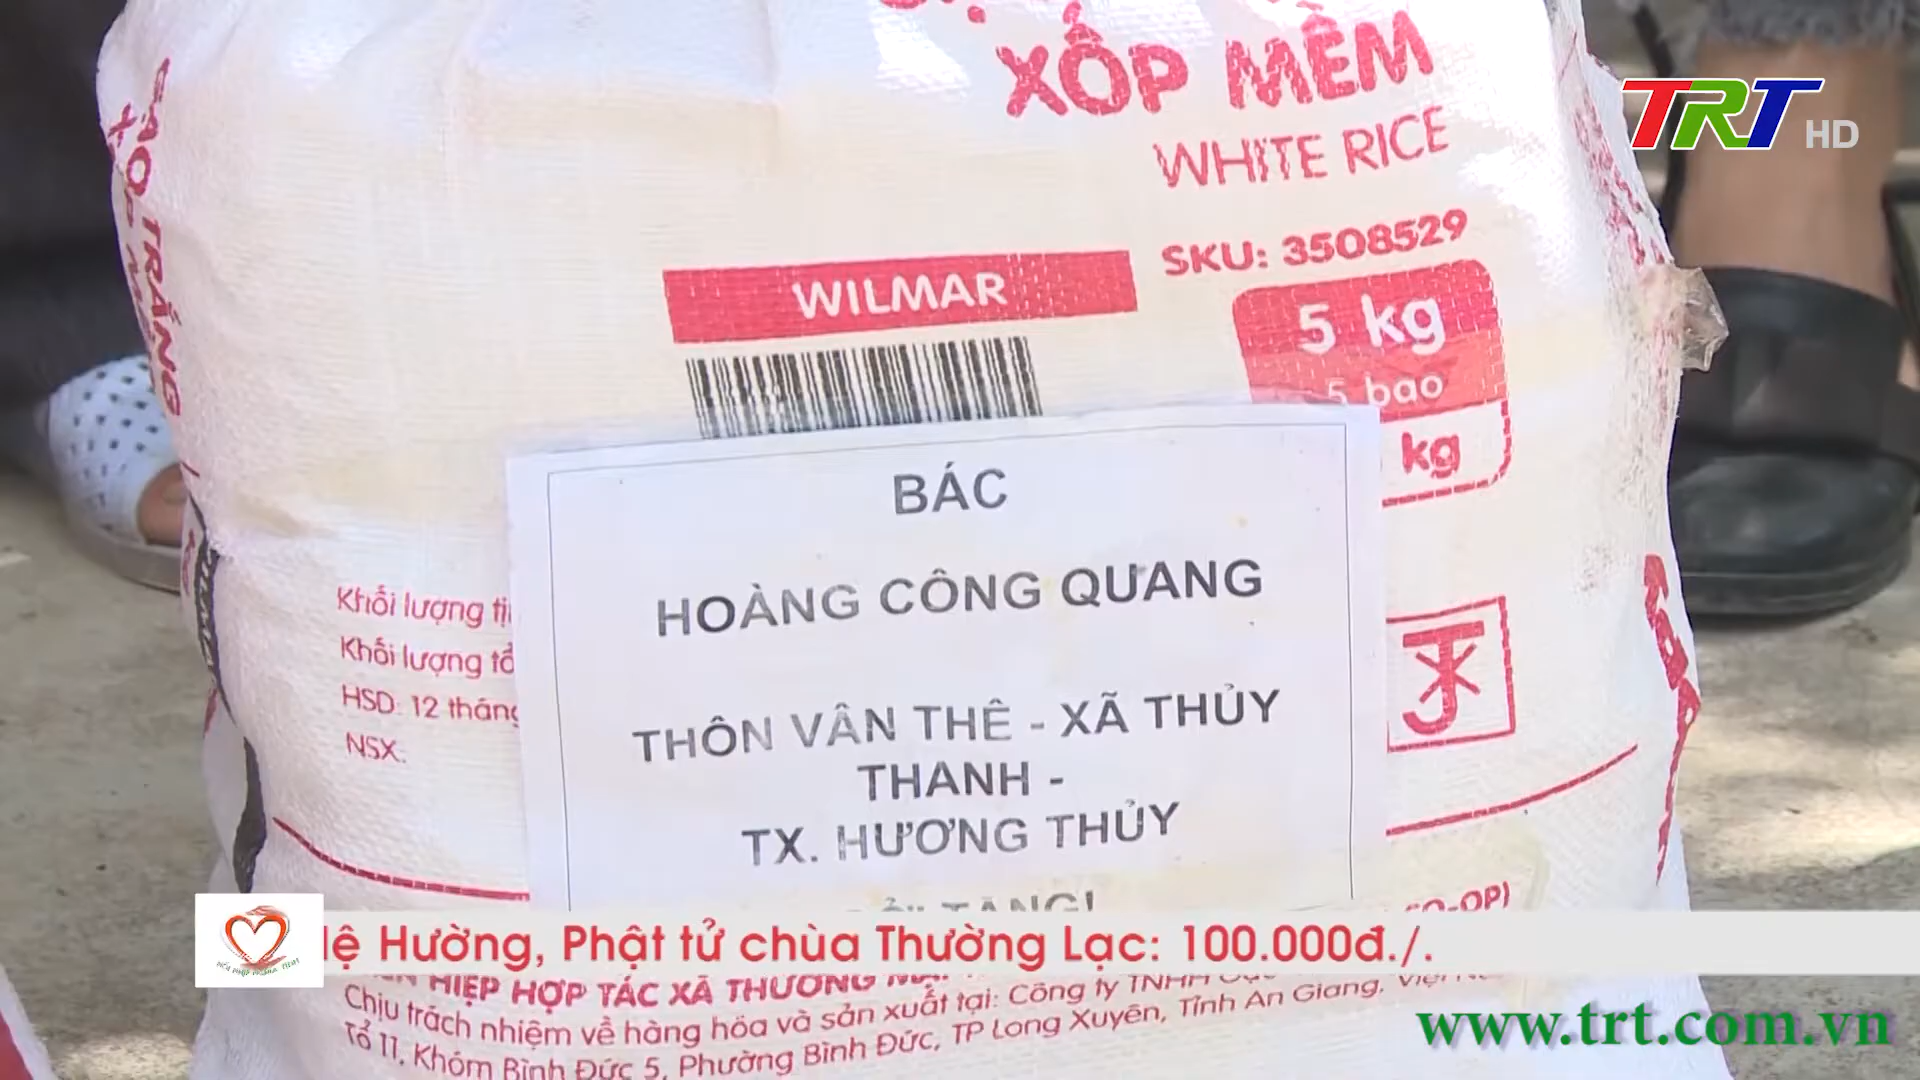 XỐP MỀM
WHITE RICE
TRT HD
SKU: 3508529
GẠO TRẮNG
WILMAR
5 kg
5 bao
kg
BÁC
HOÀNG CÔNG QUANG
THÔN VÂN THÊ - XÃ THỦY
THANH -
TX. HƯƠNG THỦY
Khối lượng
Khối lượng
HSD: 12 tháng
NSX:
Hường, Phật tử chùa Thường Lạc: 100.000đ./.
HIỆP HỢP TÁC XÃ THƯƠNG
Chịu trách nhiệm về hàng hóa và sản xuất tại: Công ty TNHH
Tổ 11, Khóm Bình Đức 5, Phường Bình Đức, TP Long Xuyên, Tỉnh An Giang,
www.trt.com.vn